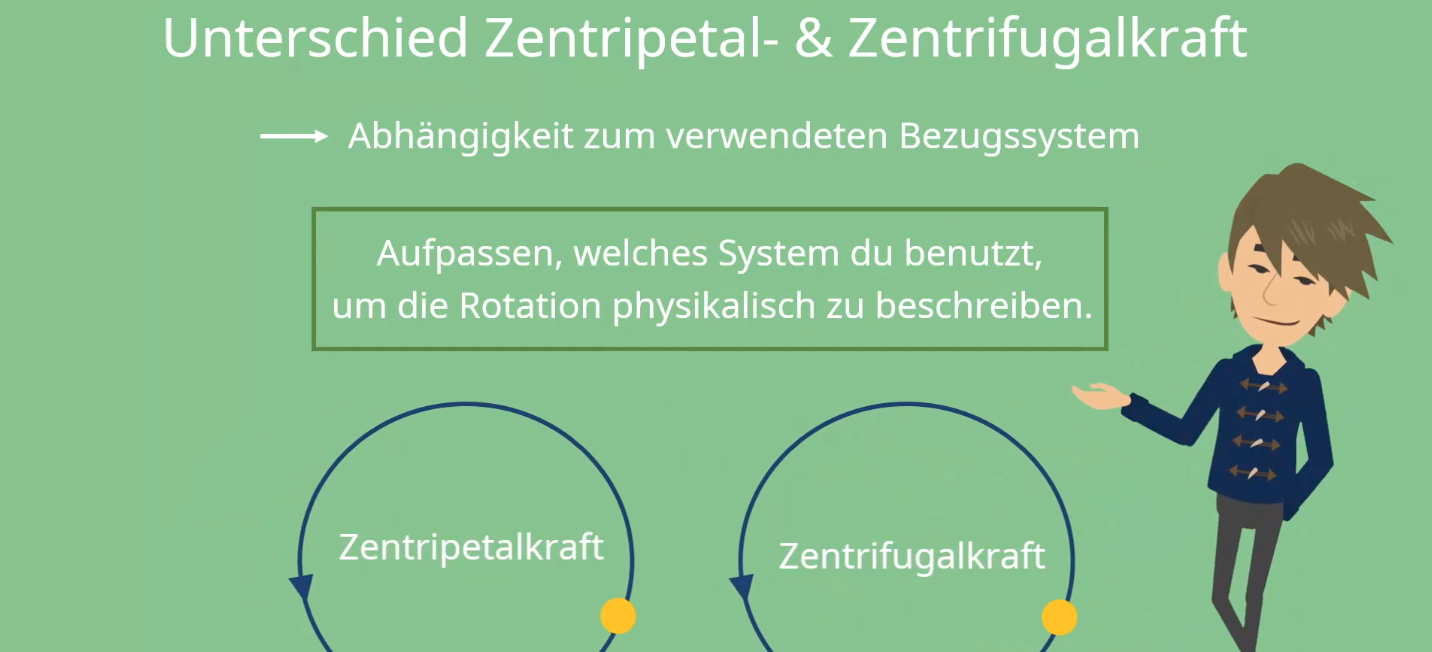 Unterschied Zentripetal- & Zentrifugalkraft
Abhängigkeit zum verwendeten Bezugssystem
Aufpassen, welches System du benutzt,
um die Rotation physikalisch zu beschreiben.
Zentripetalkraft
Zentrifugalkraft